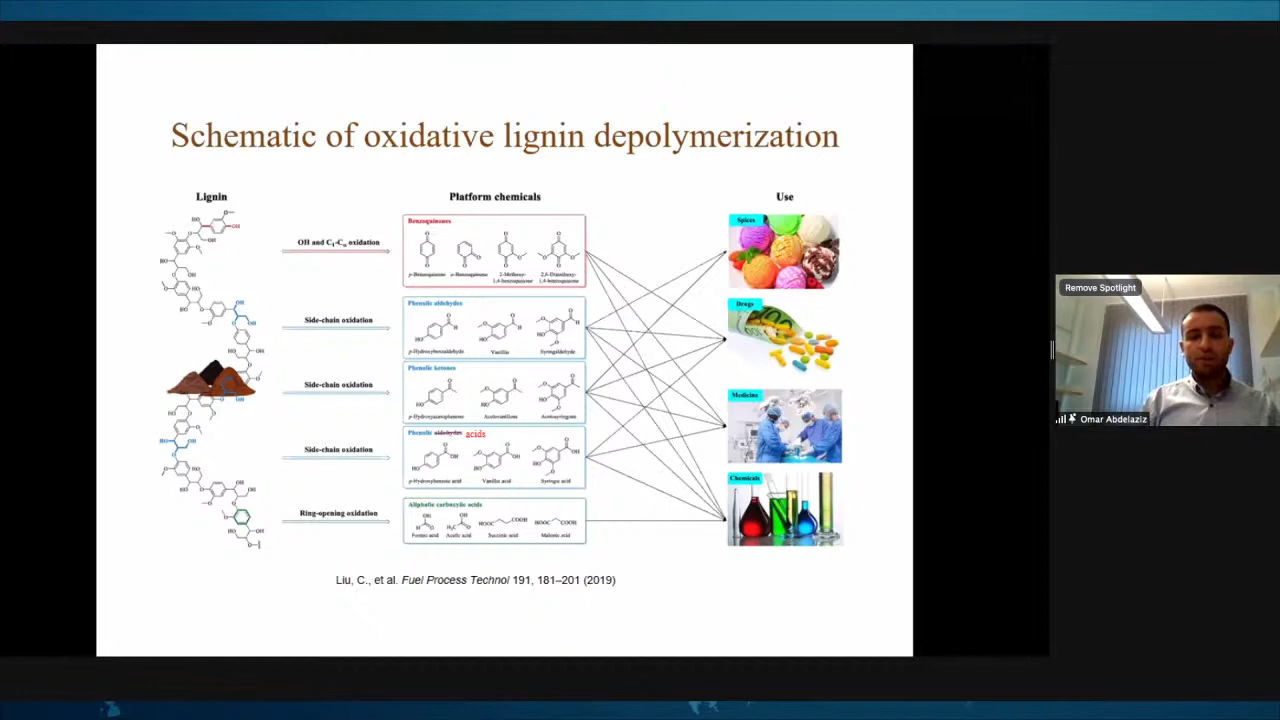 Schematic of oxidative lignin depolymerization
Lignin
Platform chemicals
Use
OH and C1-Cα oxidation
Side-chain oxidation
Side-chain oxidation
Side-chain oxidation
Ring-opening oxidation
Benzoquinones
p-Benzoquinone
o-Benzoquinone
2-Methoxy-
1,4-benzoquinone
2,6-Dimethoxy-
1,4-benzoquinone
Phenolic aldehydes
p-Hydroxybenzaldehyde
Vanillin
Syringaldehyde
Phenolic ketones
p-Hydroxyacetophenone
Acetovanillone
Acetosyringone
Phenolic aldehydes acids
Vanillic acid
Syringic acid
Aliphatic carboxylic acids
Formic acid
Acetic acid
Succinic acid
Malonic acid
Spices
Drugs
Medicine
Chemicals
Liu, C., et al. Fuel Process Technol 191, 181–201 (2019)
Remove Spotlight
Omar Abdelaziz